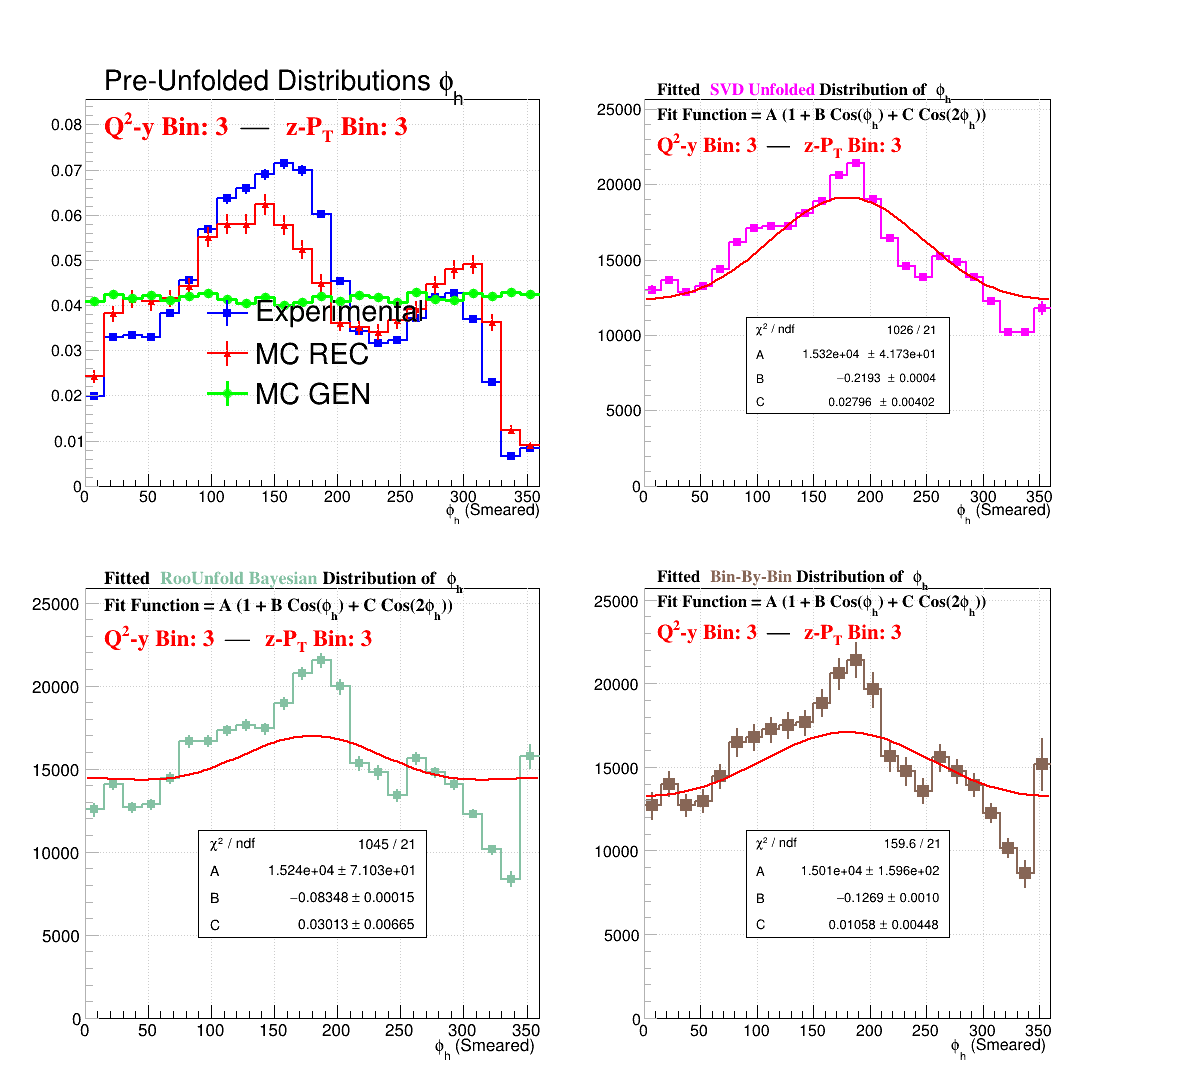 Pre-Unfolded Distributions ϕh
Q²-y Bin: 3 — z-PT Bin: 3
0.08
0.07
0.06
0.05
0.04
0.03
0.02
0.01
0
Experimental
MC REC
MC GEN
0 50 100 150 200 250 300 350
ϕh (Smeared)
Fitted SVD Unfolded Distribution of ϕh
Fit Function = A (1 + B Cos(ϕh) + C Cos(2ϕh))
Q²-y Bin: 3 — z-PT Bin: 3
25000
20000
15000
10000
5000
0
χ² / ndf 1026 / 21
A 1.532e+04 ± 4.173e+01
B −0.2193 ± 0.0004
C 0.02796 ± 0.00402
0 50 100 150 200 250 300 350
ϕh (Smeared)
Fitted RooUnfold Bayesian Distribution of ϕh
Fit Function = A (1 + B Cos(ϕh) + C Cos(2ϕh))
Q²-y Bin: 3 — z-PT Bin: 3
25000
20000
15000
10000
5000
0
χ² / ndf 1045 / 21
A 1.524e+04 ± 7.103e+01
B −0.08348 ± 0.00015
C 0.03013 ± 0.00665
0 50 100 150 200 250 300 350
ϕh (Smeared)
Fitted Bin-By-Bin Distribution of ϕh
Fit Function = A (1 + B Cos(ϕh) + C Cos(2ϕh))
Q²-y Bin: 3 — z-PT Bin: 3
25000
20000
15000
10000
5000
0
χ² / ndf 159.6 / 21
A 1.501e+04 ± 1.596e+02
B −0.1269 ± 0.0010
C 0.01058 ± 0.00448
0 50 100 150 200 250 300 350
ϕh (Smeared)